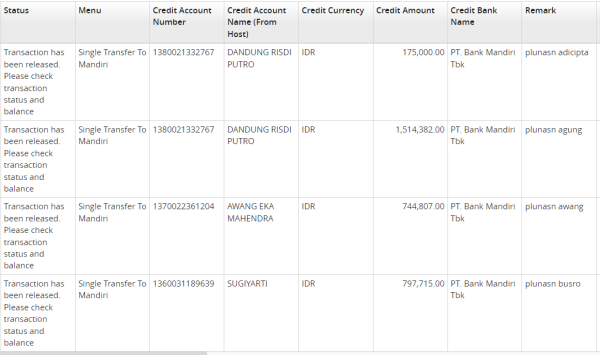 Status Menu Credit Account Number Credit Account Name (From Host) Credit Currency Credit Amount Credit Bank Name Remark
Transaction has been released. Please check transaction status and balance Single Transfer To Mandiri 1380021332767 DANDUNG RISDI PUTRO IDR 175,000.00 PT. Bank Mandiri Tbk plunasn adicipta
Transaction has been released. Please check transaction status and balance Single Transfer To Mandiri 1380021332767 DANDUNG RISDI PUTRO IDR 1,514,382.00 PT. Bank Mandiri Tbk plunasn agung
Transaction has been released. Please check transaction status and balance Single Transfer To Mandiri 1370022361204 AWANG EKA MAHENDRA IDR 744,807.00 PT. Bank Mandiri Tbk plunasn awang
Transaction has been released. Please check transaction status and balance Single Transfer To Mandiri 1360031189639 SUGIYARTI IDR 797,715.00 PT. Bank Mandiri Tbk plunasn busro